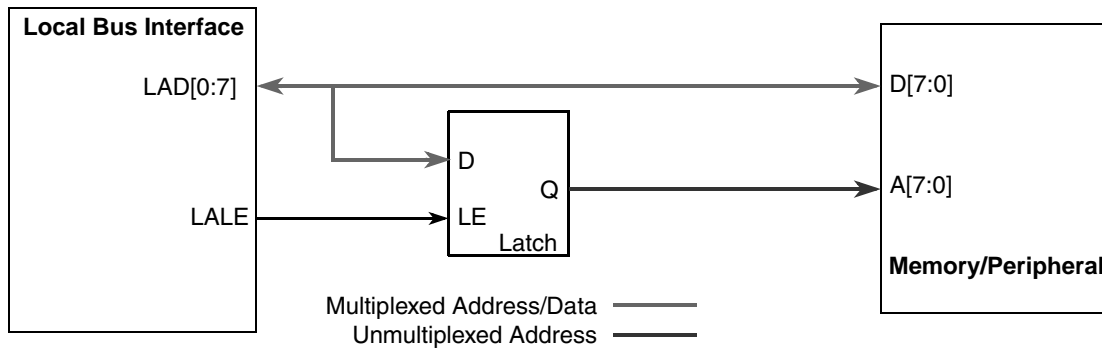 Local Bus Interface
LAD[0:7]
D[7:0]
D
Q
A[7:0]
LALE
LE
Latch
Memory/Peripheral
Multiplexed Address/Data
Unmultiplexed Address